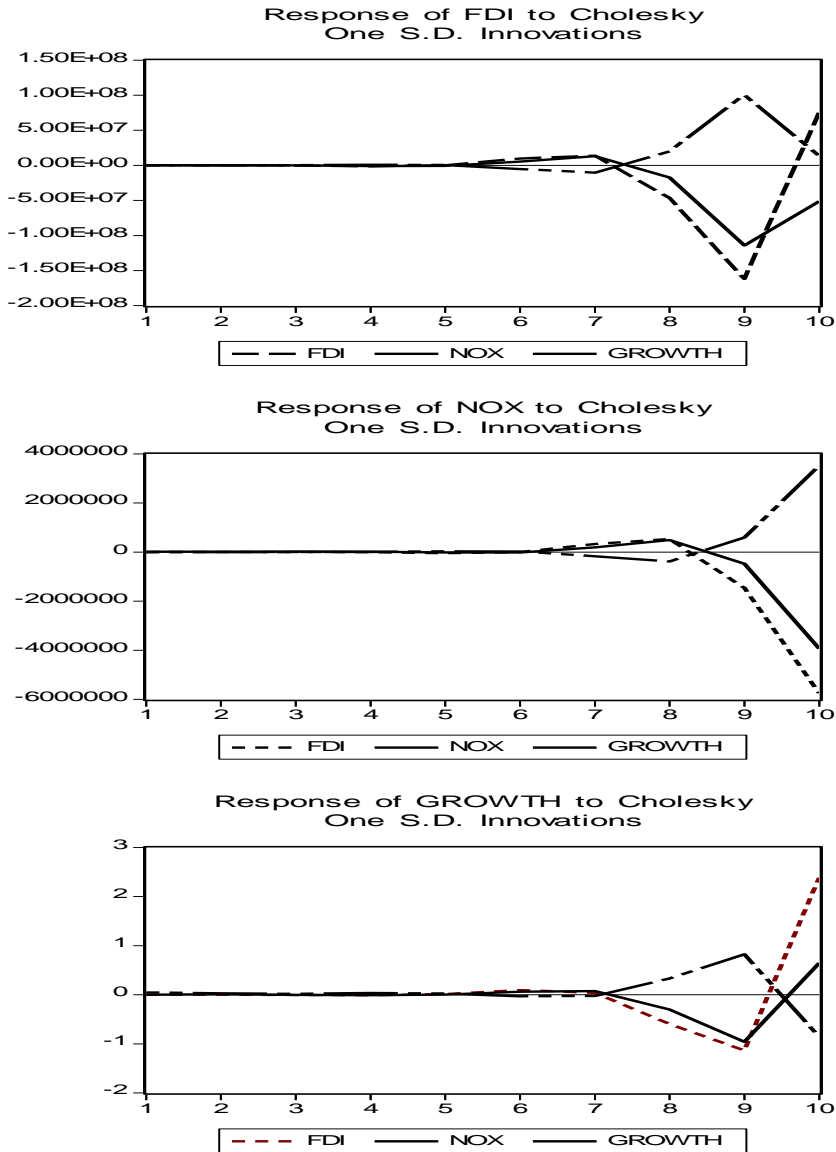 Response of FDI to Cholesky
One S.D. Innovations
1.50E+08
1.00E+08
5.00E+07
0.00E+00
-5.00E+07
-1.00E+08
-1.50E+08
-2.00E+08
1 2 3 4 5 6 7 8 9 10
FDI NOX GROWTH
Response of NOX to Cholesky
One S.D. Innovations
4000000
2000000
0
-2000000
-4000000
-6000000
1 2 3 4 5 6 7 8 9 10
FDI NOX GROWTH
Response of GROWTH to Cholesky
One S.D. Innovations
3
2
1
0
-1
-2
1 2 3 4 5 6 7 8 9 10
FDI NOX GROWTH